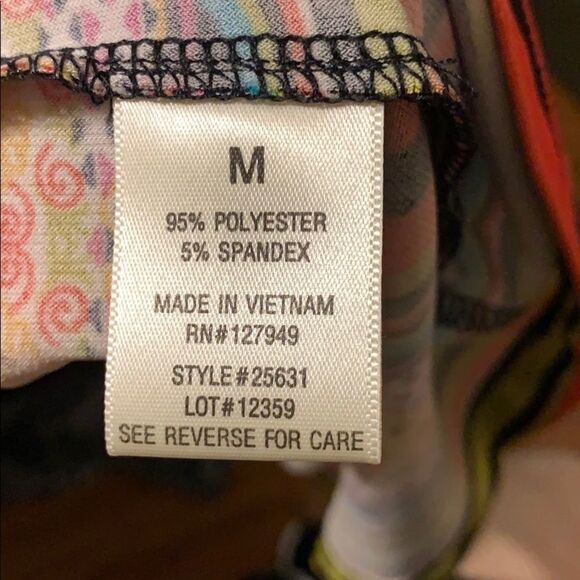 M
95% POLYESTER
5% SPANDEX
MADE IN VIETNAM
RN#127949
STYLE#25631
LOT#12359
SEE REVERSE FOR CARE